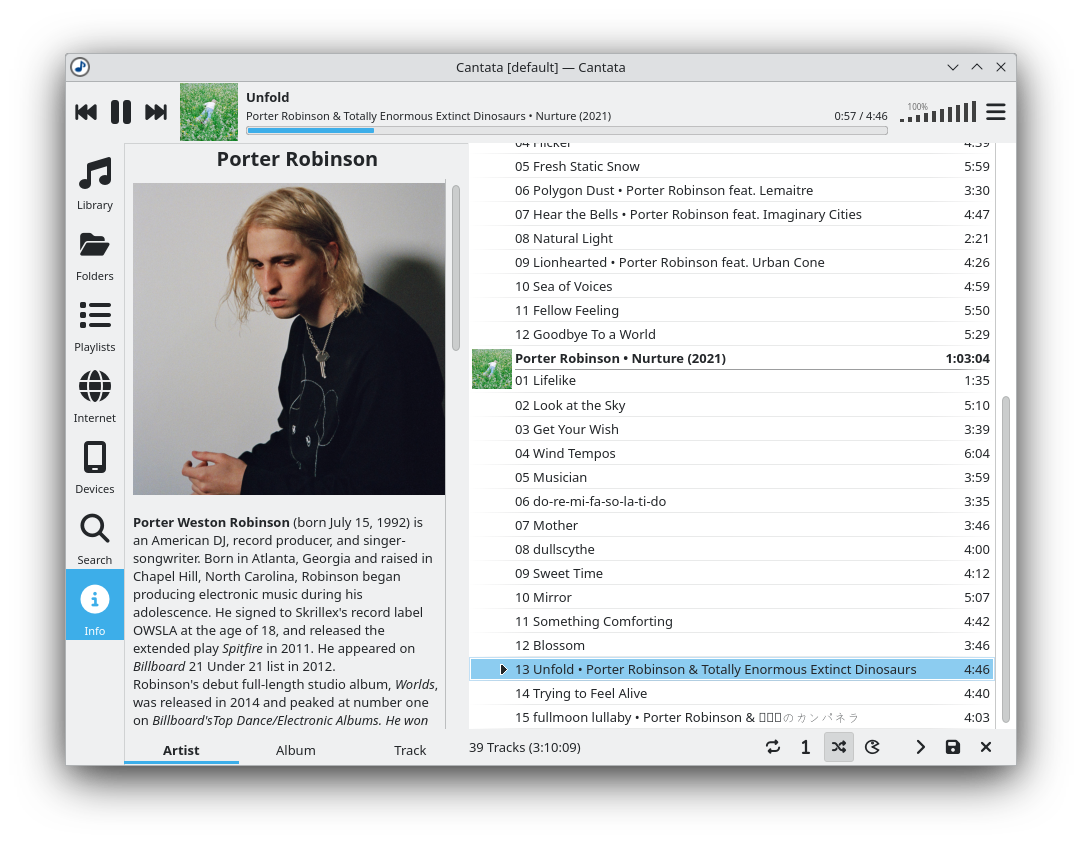 Cantata [default] — Cantata
Unfold
Porter Robinson & Totally Enormous Extinct Dinosaurs • Nurture (2021)
0:57 / 4:46
100%
Library
Folders
Playlists
Internet
Devices
Search
Info
Porter Robinson
Porter Weston Robinson (born July 15, 1992) is
an American DJ, record producer, and singer-
songwriter. Born in Atlanta, Georgia and raised in
Chapel Hill, North Carolina, Robinson began
producing electronic music during his
adolescence. He signed to Skrillex's record label
OWSLA at the age of 18, and released the
extended play Spitfire in 2011. He appeared on
Billboard 21 Under 21 list in 2012.
Robinson's debut full-length studio album, Worlds,
was released in 2014 and peaked at number one
on Billboard'sTop Dance/Electronic Albums. He won
Artist
Album
Track
04 Flicker 4:39
05 Fresh Static Snow 5:59
06 Polygon Dust • Porter Robinson feat. Lemaitre 3:30
07 Hear the Bells • Porter Robinson feat. Imaginary Cities 4:47
08 Natural Light 2:21
09 Lionhearted • Porter Robinson feat. Urban Cone 4:26
10 Sea of Voices 4:59
11 Fellow Feeling 5:50
12 Goodbye To a World 5:29
Porter Robinson • Nurture (2021) 1:03:04
01 Lifelike 1:35
02 Look at the Sky 5:10
03 Get Your Wish 3:39
04 Wind Tempos 6:04
05 Musician 3:59
06 do-re-mi-fa-so-la-ti-do 3:35
07 Mother 3:46
08 dullscythe 4:00
09 Sweet Time 4:12
10 Mirror 5:07
11 Something Comforting 4:42
12 Blossom 3:46
13 Unfold • Porter Robinson & Totally Enormous Extinct Dinosaurs 4:46
14 Trying to Feel Alive 4:40
15 fullmoon lullaby • Porter Robinson & □□□のカンパネラ 4:03
39 Tracks (3:10:09)
1